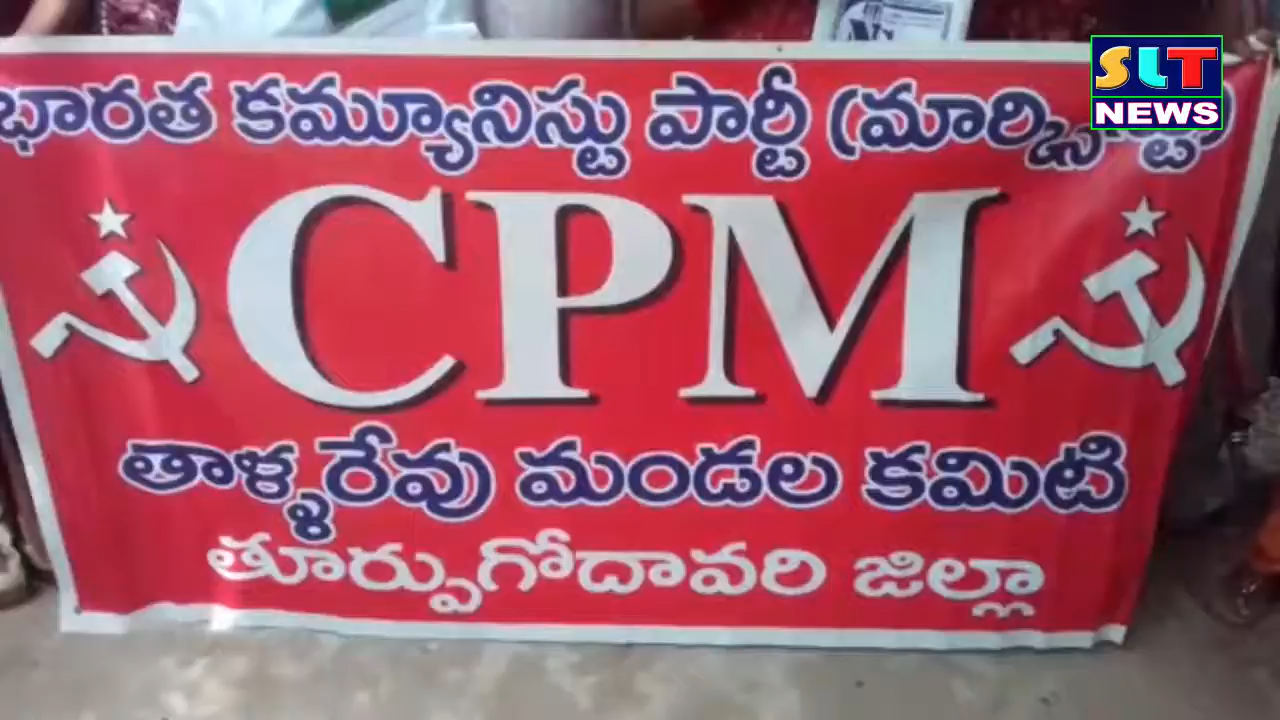 SLT
NEWS
భారత కమ్యూనిస్టు పార్టీ (మార్క్సిస్టు)
CPM
తాళ్ళరేవు మండల కమిటి
తూర్పుగోదావరి జిల్లా